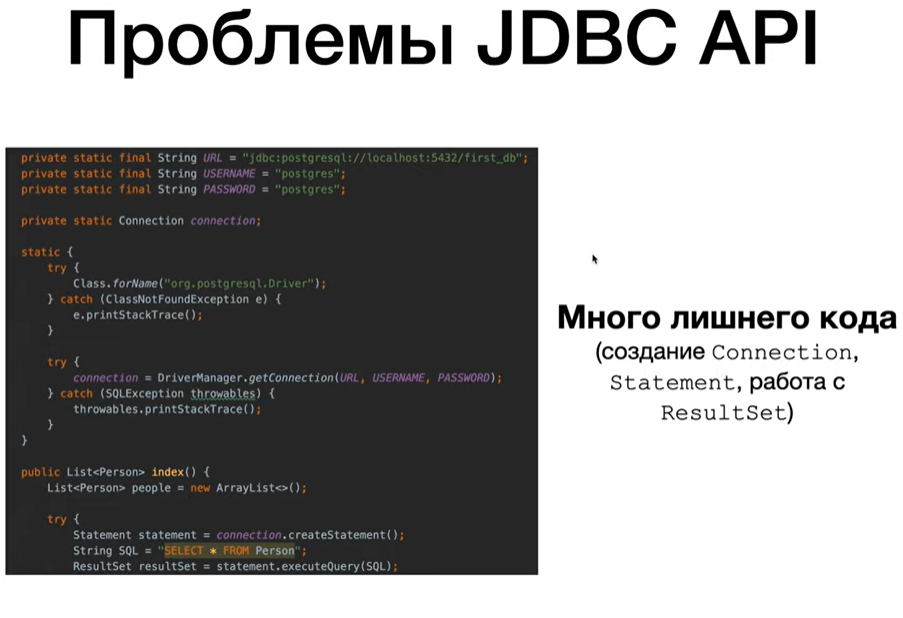 Проблемы JDBC API
private static final String URL = "jdbc:postgresql://localhost:5432/first_db";
private static final String USERNAME = "postgres";
private static final String PASSWORD = "postgres";
private static Connection connection;
static {
try {
Class.forName("org.postgresql.Driver");
} catch (ClassNotFoundException e) {
e.printStackTrace();
}
try {
connection = DriverManager.getConnection(URL, USERNAME, PASSWORD);
} catch (SQLException throwables) {
throwables.printStackTrace();
}
}
public List<Person> index() {
List<Person> people = new ArrayList<>();
try {
Statement statement = connection.createStatement();
String SQL = "SELECT * FROM Person";
ResultSet resultSet = statement.executeQuery(SQL);
Много лишнего кода
(создание Connection,
Statement, работа с
ResultSet)